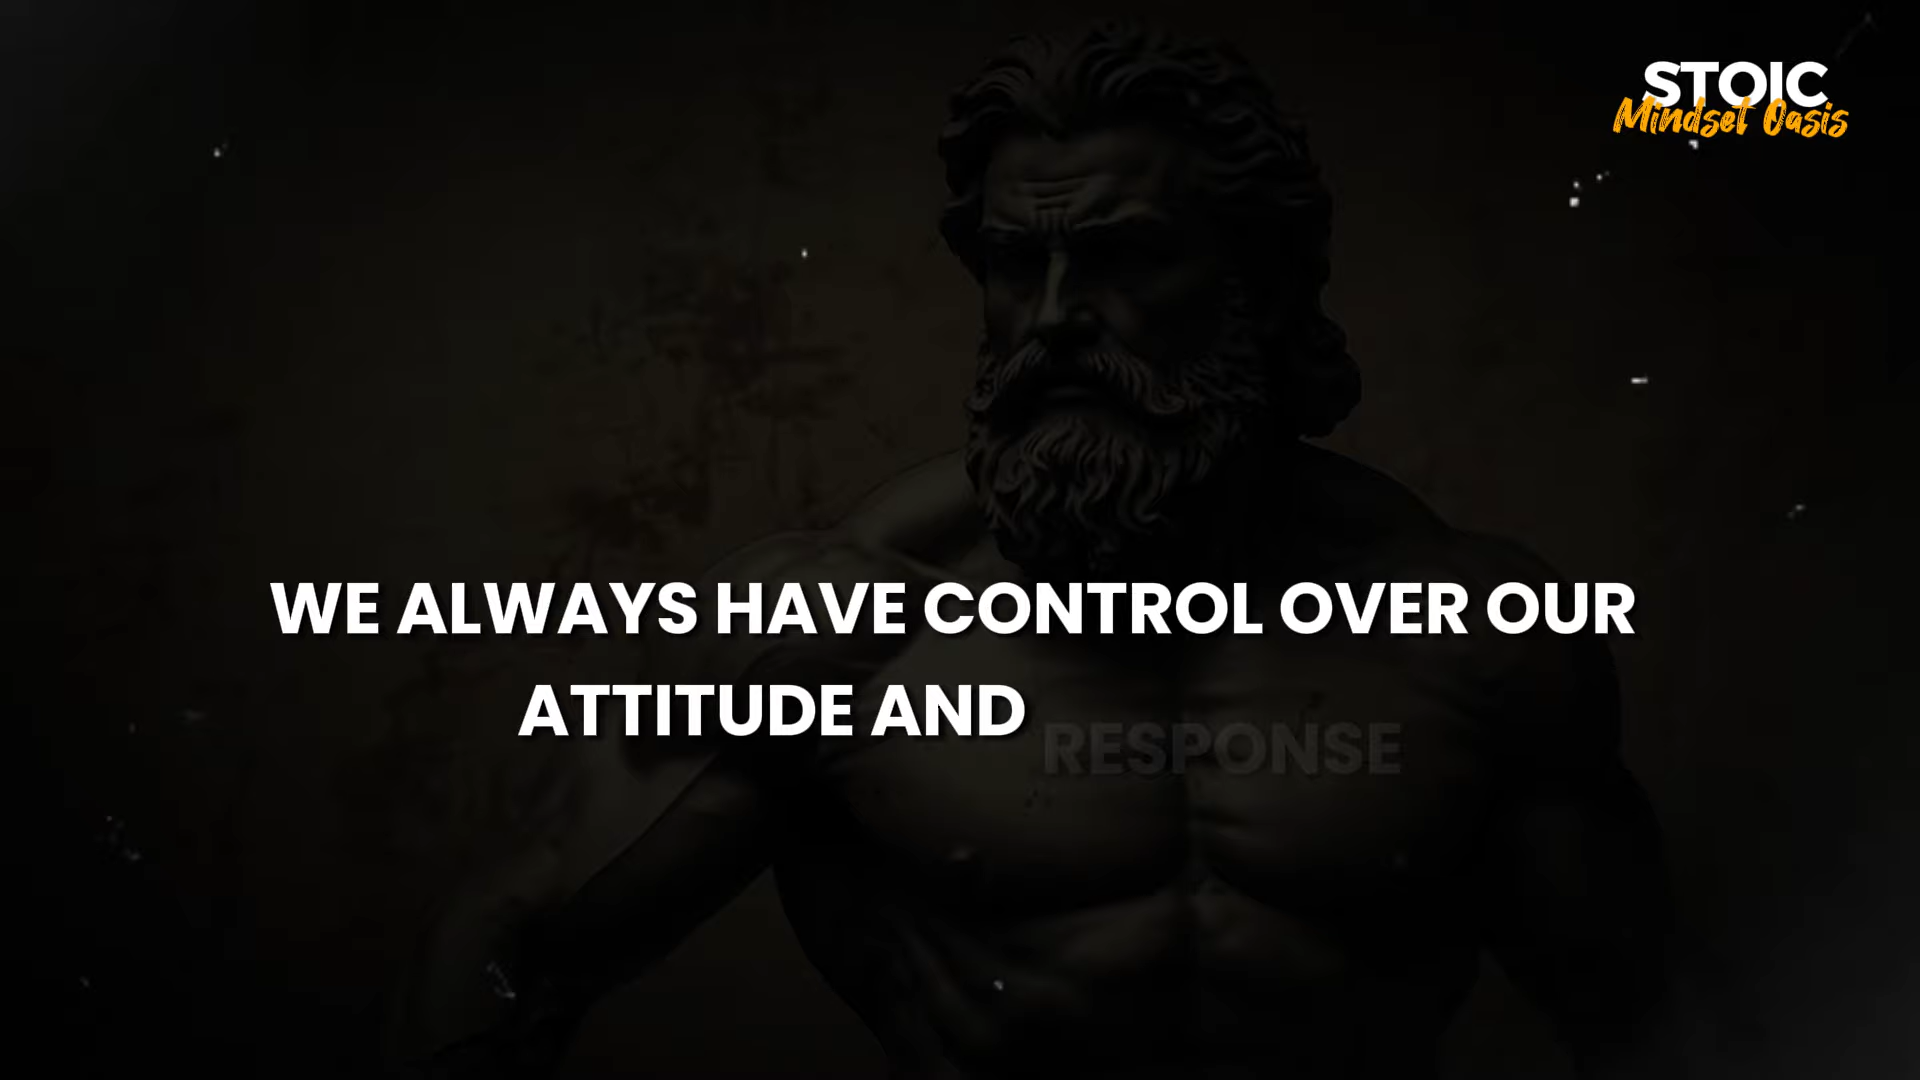 STOIC
Mindset Oasis
WE ALWAYS HAVE CONTROL OVER OUR
ATTITUDE AND RESPONSE